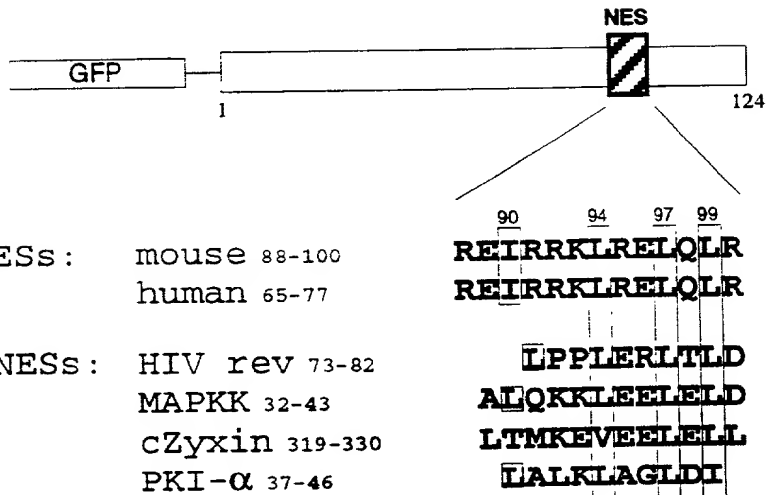 NES
GFP
1
124
90 94 97 99
ESs: mouse 88-100 REIRRKLRELQLR
human 65-77 REIRRKLRELQLR
NESs: HIV rev 73-82 LPPLERLTLD
MAPKK 32-43 ALQKKLEELELD
cZyxin 319-330 LTMKEVEELELL
PKI-α 37-46 LALKLAGLDI